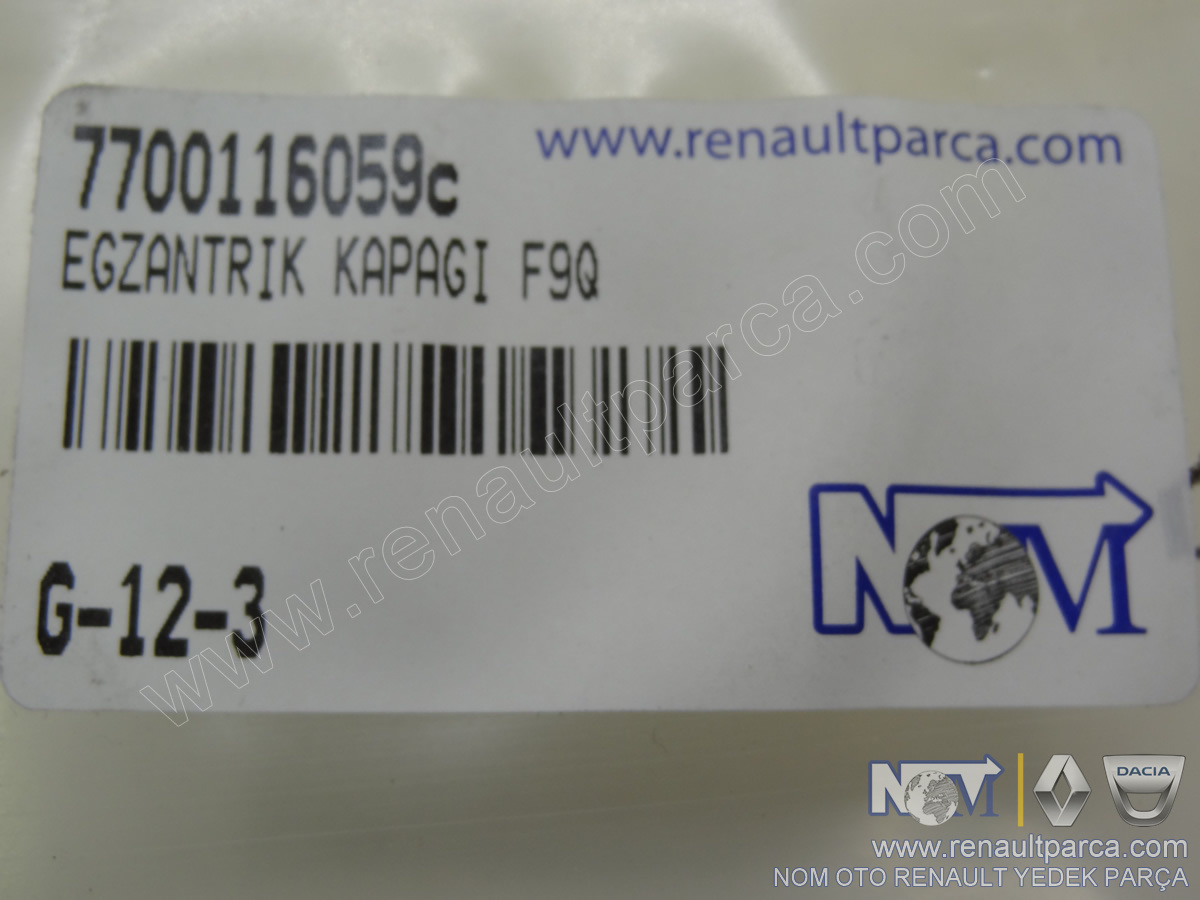 7700116059c
www.renaultparca.com
EGZANTRIK KAPAGI F9Q
www.renaultparca.com
G-12-3
NOM
NOM
DACIA
www.renaultparca.com
NOM OTO RENAULT YEDEK PARÇA